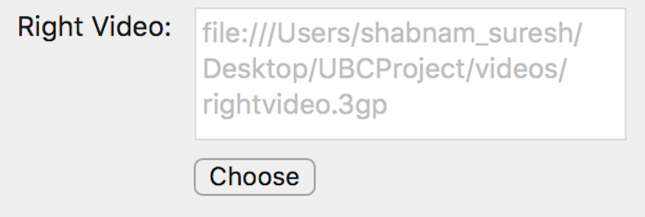 Right Video:
file:///Users/shabnam_suresh/
Desktop/UBCProject/videos/
rightvideo.3gp
Choose